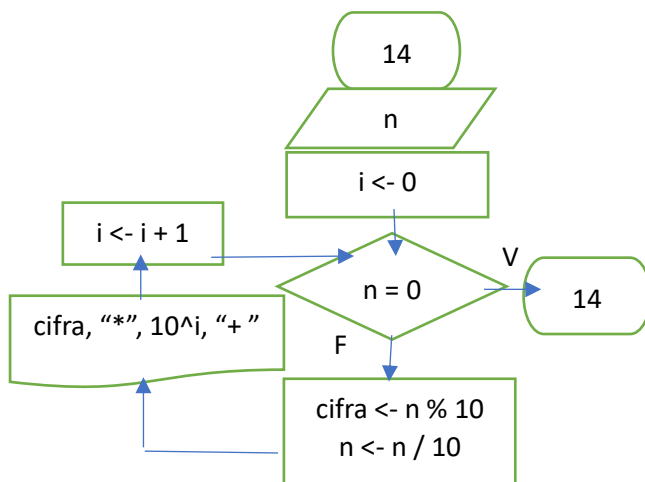 14
n
i <- 0
i <- i + 1
n = 0
V
14
cifra, “*”, 10^i, “+ ”
F
cifra <- n % 10
n <- n / 10